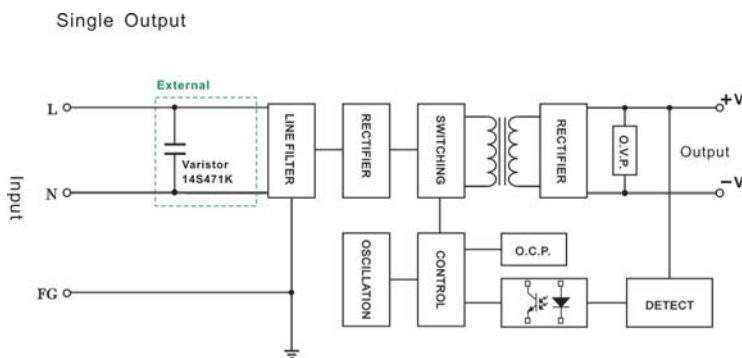 Single Output
External
L
Varistor
14S471K
N
Input
FG
LINE FILTER
RECTIFIER
SWITCHING
RECTIFIER
O.V.P.
+V
Output
-V
OSCILLATION
CONTROL
O.C.P.
DETECT